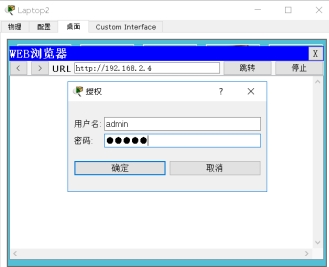 Laptop2
物理 配置 桌面 Custom Interface
WEB浏览器 X
< > URL http://192.168.2.4 跳转 停止
授权 ?
用户名: admin
密码: ●●●●●
确定 取消